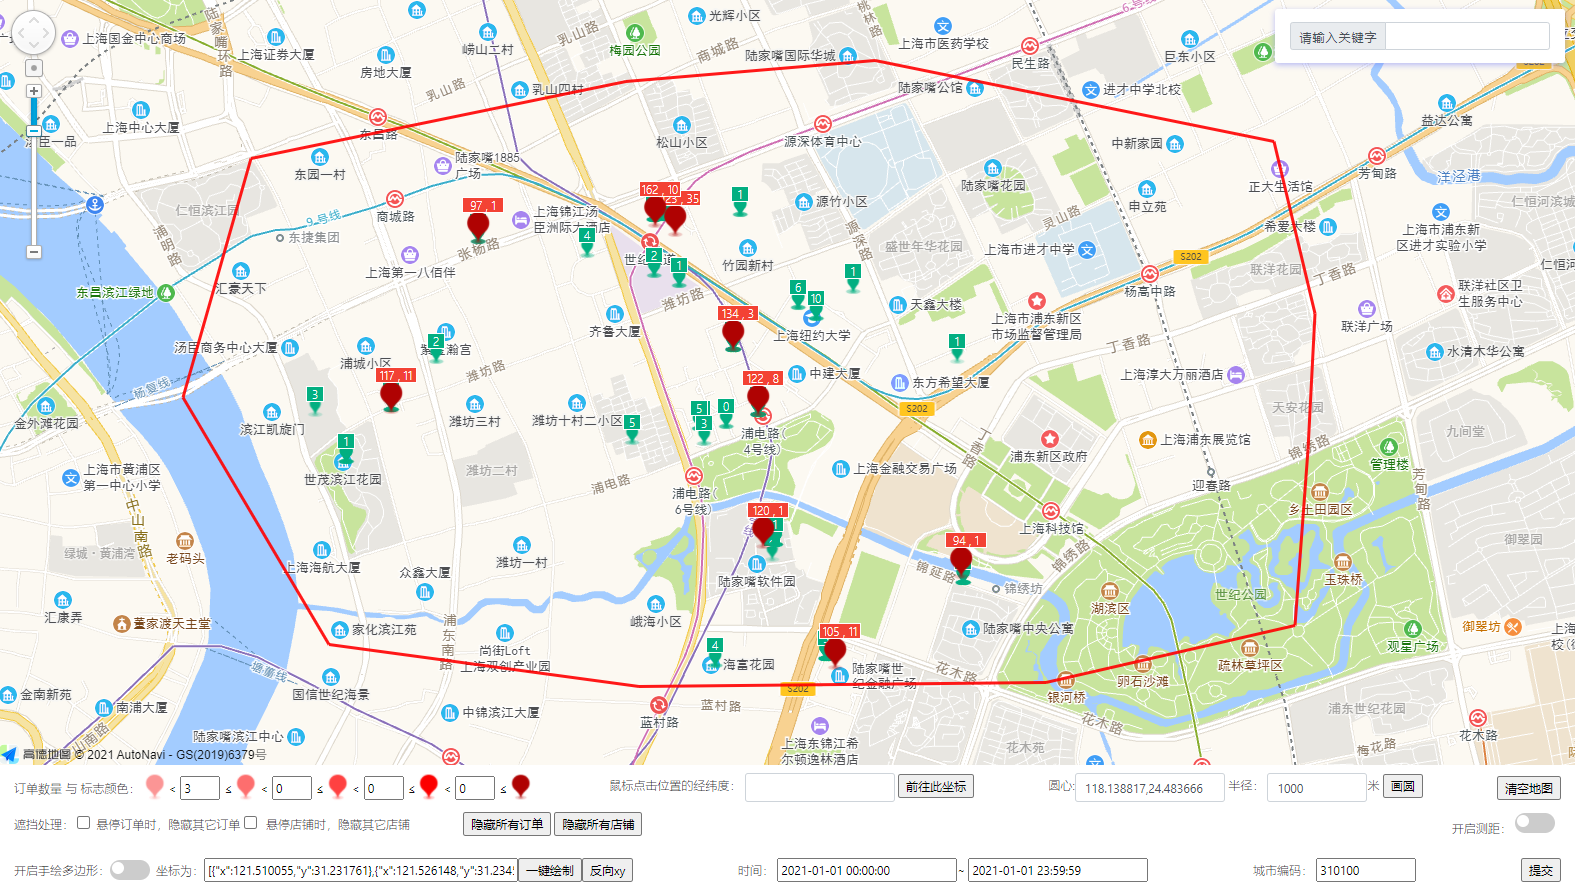 陆家嘴环路
上海国金中心商场
上海证券大厦
房地大厦
崂山二村
乳山路
梅园公园
光辉小区
商城路
陆家嘴国际华城
桃林路
上海市医药学校
6号线
民生路
巨东小区
请输入关键字
上海中心大厦
汤臣一品
东昌路
乳山路
乳山四村
松山小区
源深体育中心
陆家嘴公馆
进才中学北校
中新家园
益达公寓
东园一村
陆家嘴1885
广场
商城路
仁恒滨江园
浦明路
9号线
东捷集团
97 , 1
张杨路
上海锦江汤
臣洲际大酒店
162 , 10
23, 35
1
4
2
1
源竹小区
陆家嘴花园
申立苑
灵山路
正大生活馆
芳甸路
洋泾港
仁恒河滨城
希爱大楼
上海市浦东新
区进才实验小学
上海市进才中学
盛世年华花园
源深路
竹园新村
上海第一八佰伴
汇豪天下
东昌滨江绿地
S202
杨高中路
联洋花园
丁香路
联洋社区卫
生服务中心
联洋广场
潍坊路
齐鲁大厦
134 , 3
6
10
1
天鑫大楼
上海纽约大学
上海市浦东新区
市场监督管理局
丁香路
水清木华公寓
汤臣商务中心大厦
浦城小区
2
潍坊路
117 , 11
122 , 8
中建大厦
1
东方希望大厦
上海淳大万丽酒店
天安花园
S202
杨复线
金外滩花园
滨江凯旋门
3
1
潍坊三村
潍坊十村二小区
5
5
3
0
浦电路(
4号线)
丁香路
浦东新区政府
上海浦东展览馆
锦绣路
九间堂
管理楼
上海市黄浦区
第一中心小学
世茂滨江花园
潍坊二村
浦电路
浦电路(
6号线)
上海金融交易广场
迎春路
芳甸路
乡土田园区
中山南路
绿城·黄浦湾
老码头
上海海航大厦
众鑫大厦
潍坊一村
120 , 1
1
陆家嘴软件园
94 , 1
锦延路
上海科技馆
锦绣路
锦绣坊
御翠园
玉珠桥
湖滨区
世纪公园
汇康弄
董家渡天主堂
家化滨江苑
浦东南路
尚街Loft
上海双创产业园
峨海小区
105 , 11
4
海富花园
陆家嘴世
纪金融广场
陆家嘴中央公寓
花木路
御翠坊
观星广场
疏林草坪区
卵石沙滩
银河桥
塘董线
金南新苑
南浦大厦
国信世纪海景
中锦滨江大厦
陆家嘴滨江中心
蓝村路
蓝村路
S202
上海东锦江希
尔顿逸林酒店
花木苑
花木路
浦东世纪花园
梅花路
花木路
高德地图 © 2021 AutoNavi - GS(2019)6379号
订单数量 与 标志颜色： < 3 ≤ < 0 ≤ < 0 ≤ < 0 ≤
鼠标点击位置的经纬度： 前往此坐标
圆心: 118.138817,24.483666 半径： 1000 米 画圆
清空地图
遮挡处理： 悬停订单时，隐藏其它订单 悬停店铺时，隐藏其它店铺 隐藏所有订单 隐藏所有店铺
开启测距：
开启手绘多边形： 坐标为： [{"x":121.510055,"y":31.231761},{"x":121.526148,"y":31.2345 一键绘制 反向xy
时间： 2021-01-01 00:00:00 ~ 2021-01-01 23:59:59
城市编码： 310100
提交